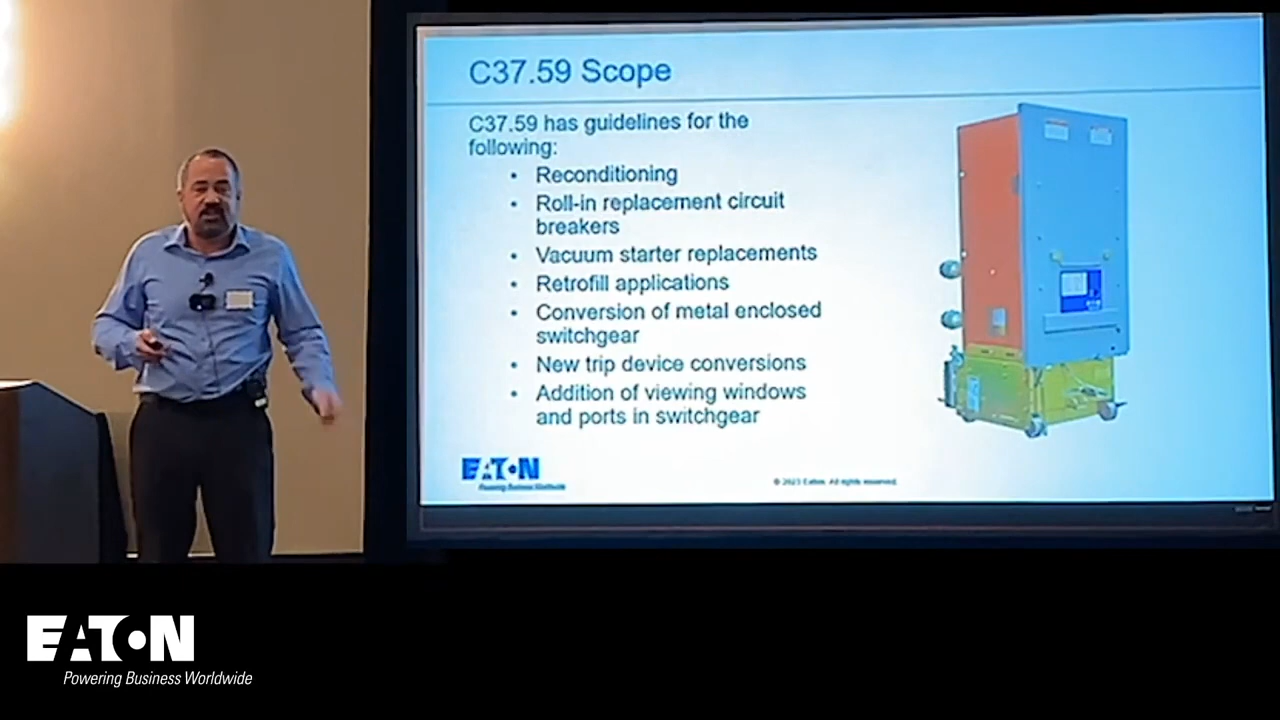 C37.59 Scope
C37.59 has guidelines for the
following:
• Reconditioning
• Roll-in replacement circuit
breakers
• Vacuum starter replacements
• Retrofill applications
• Conversion of metal enclosed
switchgear
• New trip device conversions
• Addition of viewing windows
and ports in switchgear
EATON
Powering Business Worldwide
© 2023 Eaton. All rights reserved.
EATON
Powering Business Worldwide